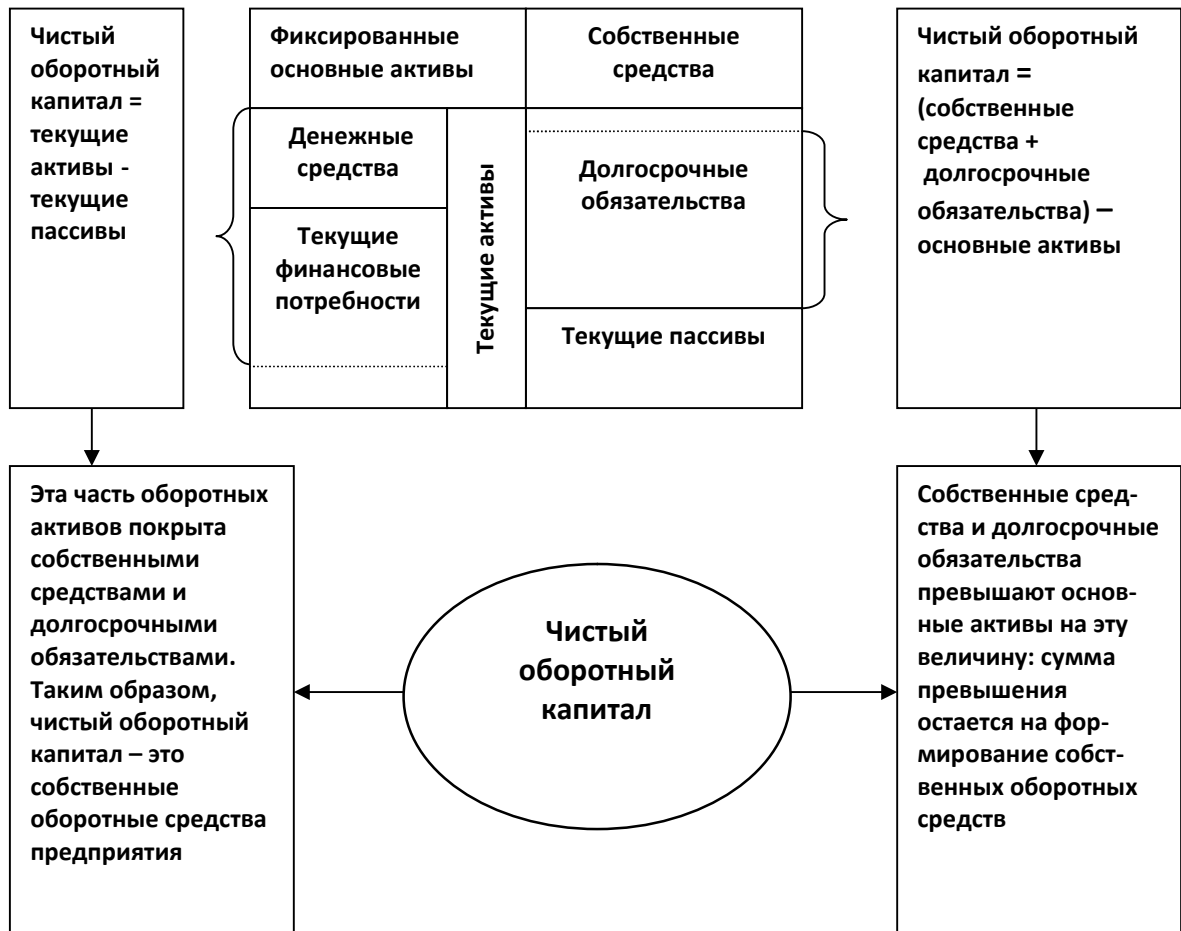 Чистый
оборотный
капитал =
текущие
активы -
текущие
пассивы
Фиксированные
основные активы
Собственные
средства
Денежные
средства
Текущие
финансовые
потребности
Текущие активы
Долгосрочные
обязательства
Текущие пассивы
Чистый оборотный
капитал =
(собственные
средства +
долгосрочные
обязательства) –
основные активы
Эта часть оборотных
активов покрыта
собственными
средствами и
долгосрочными
обязательствами.
Таким образом,
чистый оборотный
капитал – это
собственные
оборотные средства
предприятия
Чистый
оборотный
капитал
Собственные сред-
ства и долгосрочные
обязательства
превышают основ-
ные активы на эту
величину: сумма
превышения
остается на фор-
мирование собст-
венных оборотных
средств